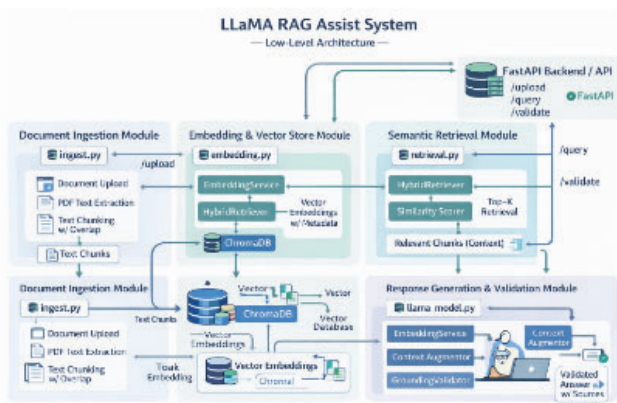 LLaMA RAG Assist System
Low-Level Architecture
FastAPI Backend / API
/upload
/query
/validate
FastAPI
Document Ingestion Module
ingest.py
/upload
Document Upload
PDF Text Extraction
Text Chunking
w/ Overlap
Text Chunks
Embedding & Vector Store Module
embedding.py
EmbeddingService
HybridRetriever
Vector
Embeddings
w/ Metadata
ChromaDB
Semantic Retrieval Module
retrieval.py
HybridRetriever
Similarity Scorer
Top-K
Retrieval
Relevant Chunks (Context)
/query
/validate
Document Ingestion Module
ingest.py
Document Upload
PDF Text Extraction
Text Chunking
w/ Overlap
Text Chunks
Toak
Embedding
Vector
ChromaDB
Vector
Vector
Database
Vector
Embeddings
Vector Embeddings
Response Generation & Validation Module
llama_model.py
EmbeddingService
Context Augmentor
GroundingValidator
Context
Augmentor
Validated
Answer
w/ Sources